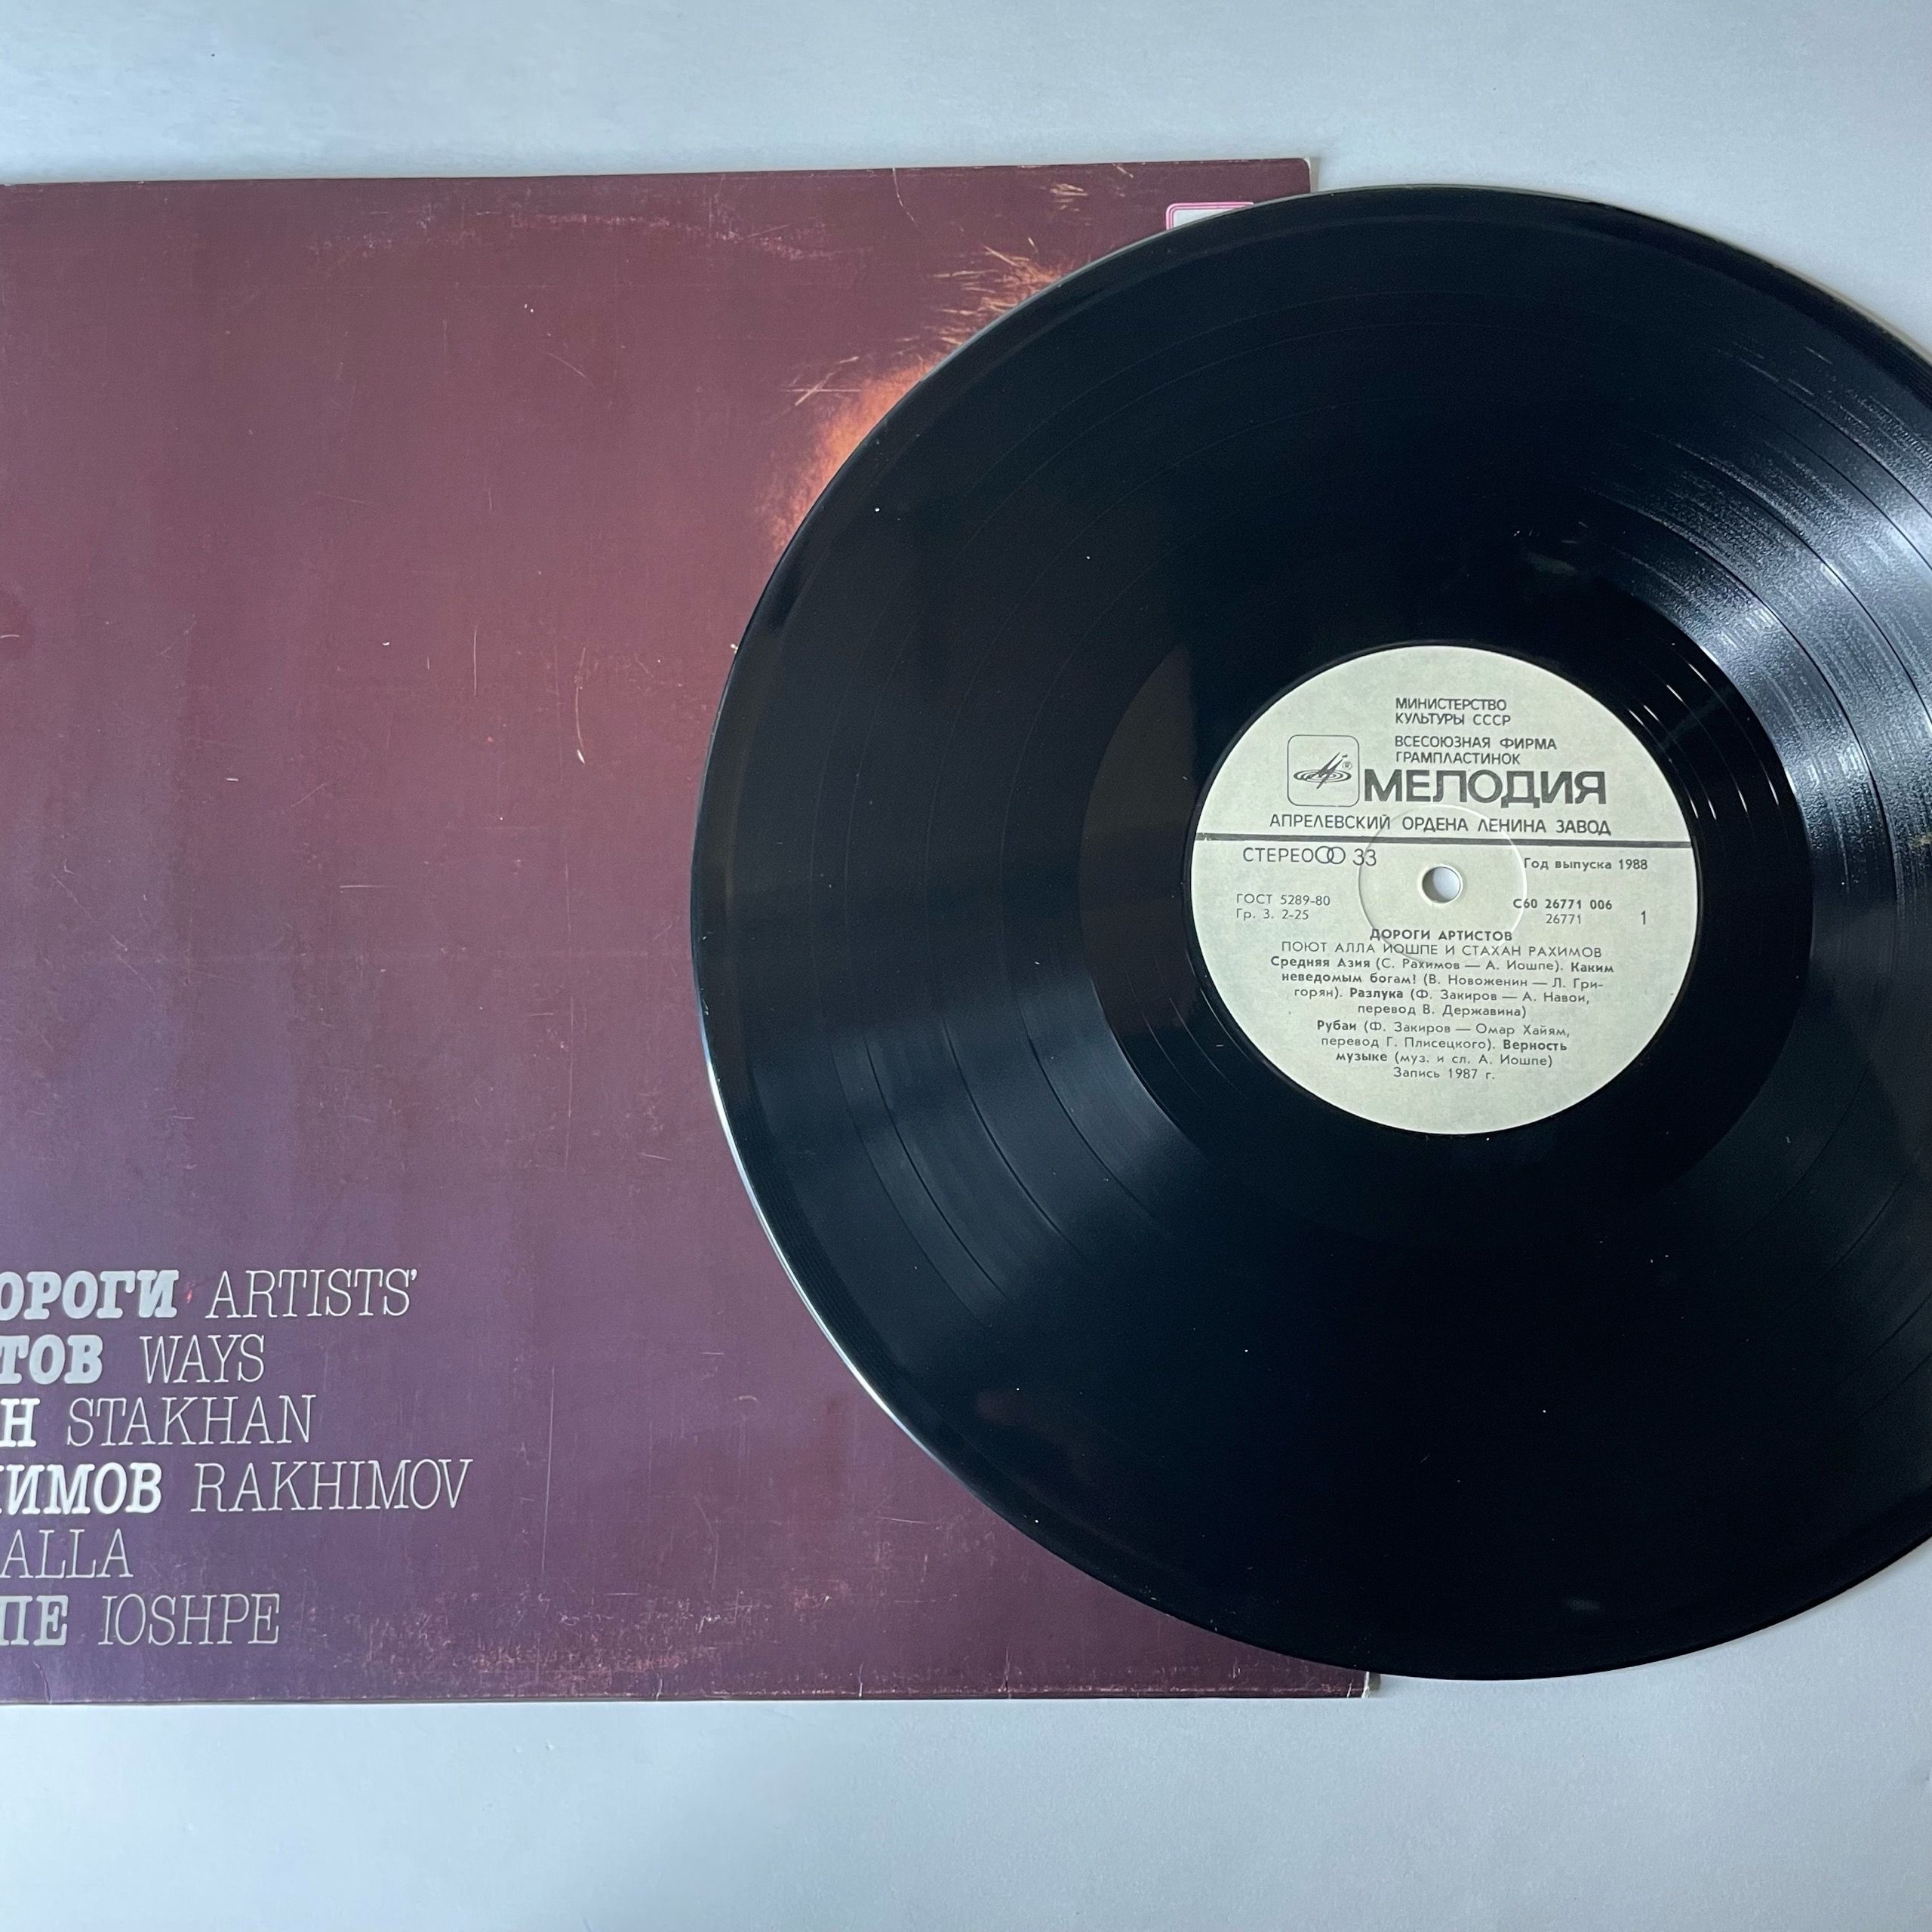 ОРОГИ ARTISTS'
ТОВ WAYS
Н STAKHAN
ИМОВ RAKHIMOV
ALLA
ПЕ IOSHPE
МИНИСТЕРСТВО
КУЛЬТУРЫ СССР
ВСЕСОЮЗНАЯ ФИРМА
ГРАМПЛАСТИНОК
®
МЕЛОДИЯ
АПРЕЛЕВСКИЙ ОРДЕНА ЛЕНИНА ЗАВОД
СТЕРЕО 33
Год выпуска 1988
ГОСТ 5289-80
Гр. 3. 2-25
С60 26771 006
26771
1
ДОРОГИ АРТИСТОВ
ПОЮТ АЛЛА ИОШПЕ И СТАХАН РАХИМОВ
Средняя Азия (С. Рахимов — А. Иошпе). Каким
неведомым богам! (В. Новоженин — Л. Гри-
горян). Разлука (Ф. Закиров — А. Навои,
перевод В. Державина)
Рубаи (Ф. Закиров — Омар Хайям,
перевод Г. Плисецкого). Верность
музыке (муз. и сл. А. Иошпе)
Запись 1987 г.